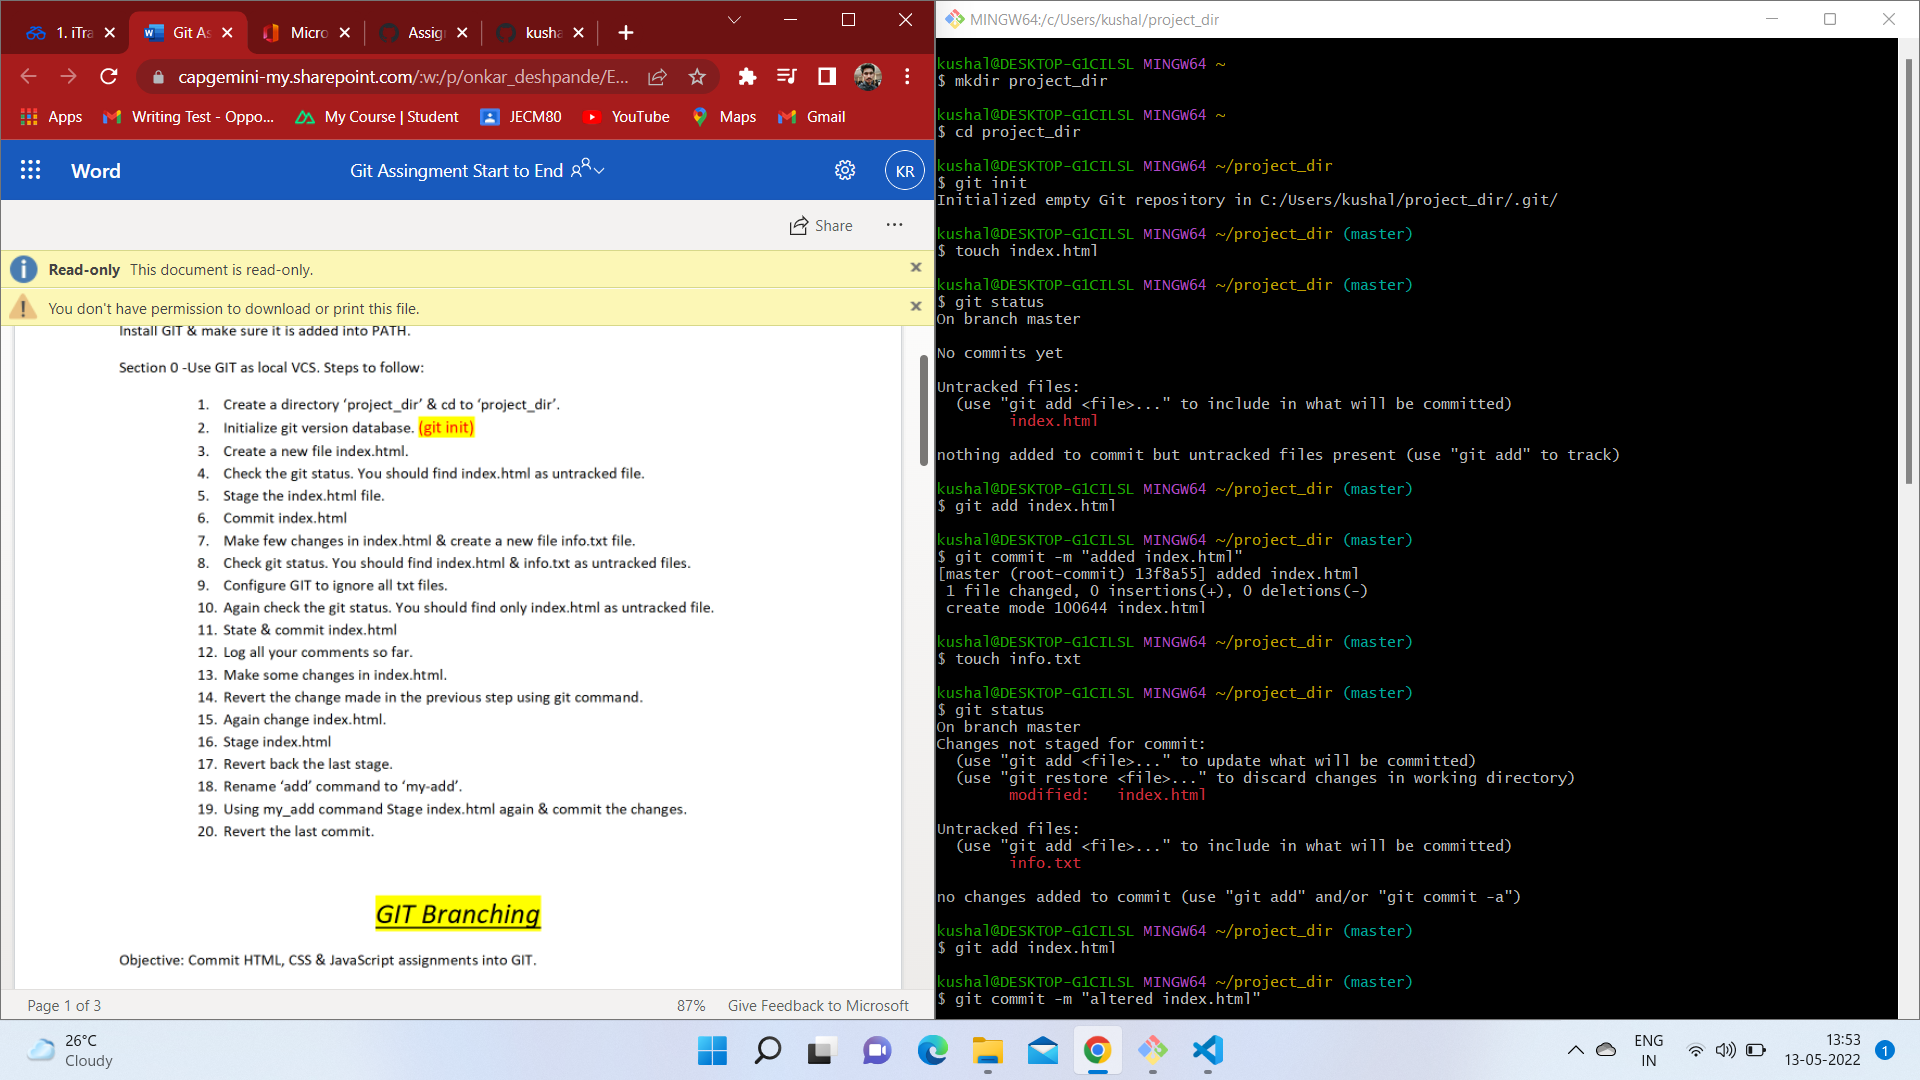 1. iTra
Git As
Micro
Assig
kusha
capgemini-my.sharepoint.com/:w:/p/onkar_deshpande/E...
Apps
Writing Test - Oppo...
My Course | Student
JECM80
YouTube
Maps
Gmail
Word
Git Assingment Start to End
KR
Share
Read-only This document is read-only.
You don't have permission to download or print this file.
Install GIT & make sure it is added into PATH.
Section 0 -Use GIT as local VCS. Steps to follow:
1. Create a directory ‘project_dir’ & cd to ‘project_dir’.
2. Initialize git version database. (git init)
3. Create a new file index.html.
4. Check the git status. You should find index.html as untracked file.
5. Stage the index.html file.
6. Commit index.html
7. Make few changes in index.html & create a new file info.txt file.
8. Check git status. You should find index.html & info.txt as untracked files.
9. Configure GIT to ignore all txt files.
10. Again check the git status. You should find only index.html as untracked file.
11. State & commit index.html
12. Log all your comments so far.
13. Make some changes in index.html.
14. Revert the change made in the previous step using git command.
15. Again change index.html.
16. Stage index.html
17. Revert back the last stage.
18. Rename ‘add’ command to ‘my-add’.
19. Using my_add command Stage index.html again & commit the changes.
20. Revert the last commit.
GIT Branching
Objective: Commit HTML, CSS & JavaScript assignments into GIT.
Page 1 of 3
87%
Give Feedback to Microsoft
MINGW64:/c/Users/kushal/project_dir
kushal@DESKTOP-G1CILSL MINGW64 ~
$ mkdir project_dir
kushal@DESKTOP-G1CILSL MINGW64 ~
$ cd project_dir
kushal@DESKTOP-G1CILSL MINGW64 ~/project_dir
$ git init
Initialized empty Git repository in C:/Users/kushal/project_dir/.git/
kushal@DESKTOP-G1CILSL MINGW64 ~/project_dir (master)
$ touch index.html
kushal@DESKTOP-G1CILSL MINGW64 ~/project_dir (master)
$ git status
On branch master
No commits yet
Untracked files:
(use "git add <file>..." to include in what will be committed)
index.html
nothing added to commit but untracked files present (use "git add" to track)
kushal@DESKTOP-G1CILSL MINGW64 ~/project_dir (master)
$ git add index.html
kushal@DESKTOP-G1CILSL MINGW64 ~/project_dir (master)
$ git commit -m "added index.html"
[master (root-commit) 13f8a55] added index.html
1 file changed, 0 insertions(+), 0 deletions(-)
create mode 100644 index.html
kushal@DESKTOP-G1CILSL MINGW64 ~/project_dir (master)
$ touch info.txt
kushal@DESKTOP-G1CILSL MINGW64 ~/project_dir (master)
$ git status
On branch master
Changes not staged for commit:
(use "git add <file>..." to update what will be committed)
(use "git restore <file>..." to discard changes in working directory)
modified: index.html
Untracked files:
(use "git add <file>..." to include in what will be committed)
info.txt
no changes added to commit (use "git add" and/or "git commit -a")
kushal@DESKTOP-G1CILSL MINGW64 ~/project_dir (master)
$ git add index.html
kushal@DESKTOP-G1CILSL MINGW64 ~/project_dir (master)
$ git commit -m "altered index.html"
26°C
Cloudy
ENG
IN
13:53
13-05-2022
1